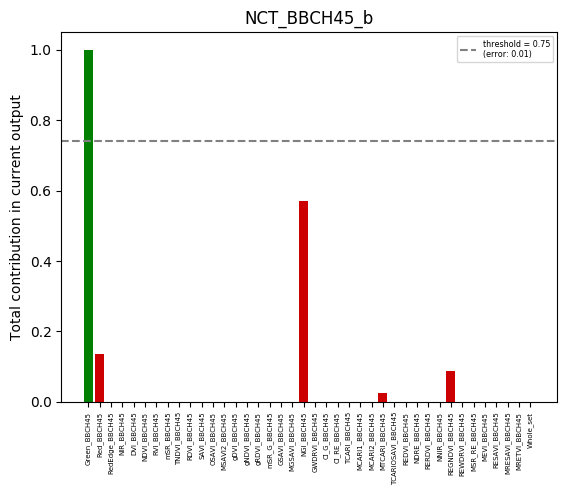 NCT_BBCH45_b
Total contribution in current output
1.0
0.8
0.6
0.4
0.2
0.0
threshold = 0.75
(error: 0.01)
Green_BBCH45
Red_BBCH45
RedEdge_BBCH45
NIR_BBCH45
DVI_BBCH45
NDVI_BBCH45
RVI_BBCH45
mSR_BBCH45
TNDVI_BBCH45
RDVI_BBCH45
SAVI_BBCH45
OSAVI_BBCH45
MSAVI2_BBCH45
gDVI_BBCH45
gNDVI_BBCH45
gRDVI_BBCH45
mSR_G_BBCH45
GSAVI_BBCH45
MGSAVI_BBCH45
NGI_BBCH45
GWDRVI_BBCH45
CI_G_BBCH45
CI_RE_BBCH45
TCARI_BBCH45
MCARI1_BBCH45
MCARI2_BBCH45
MTCARI_BBCH45
TCARIOSAVI_BBCH45
REDVI_BBCH45
NDRE_BBCH45
RERDVI_BBCH45
NNIR_BBCH45
REGNDVI_BBCH45
REWDRVI_BBCH45
MSR_RE_BBCH45
MEVI_BBCH45
RESAVI_BBCH45
MRESAVI_BBCH45
MRETVI_BBCH45
whole_set